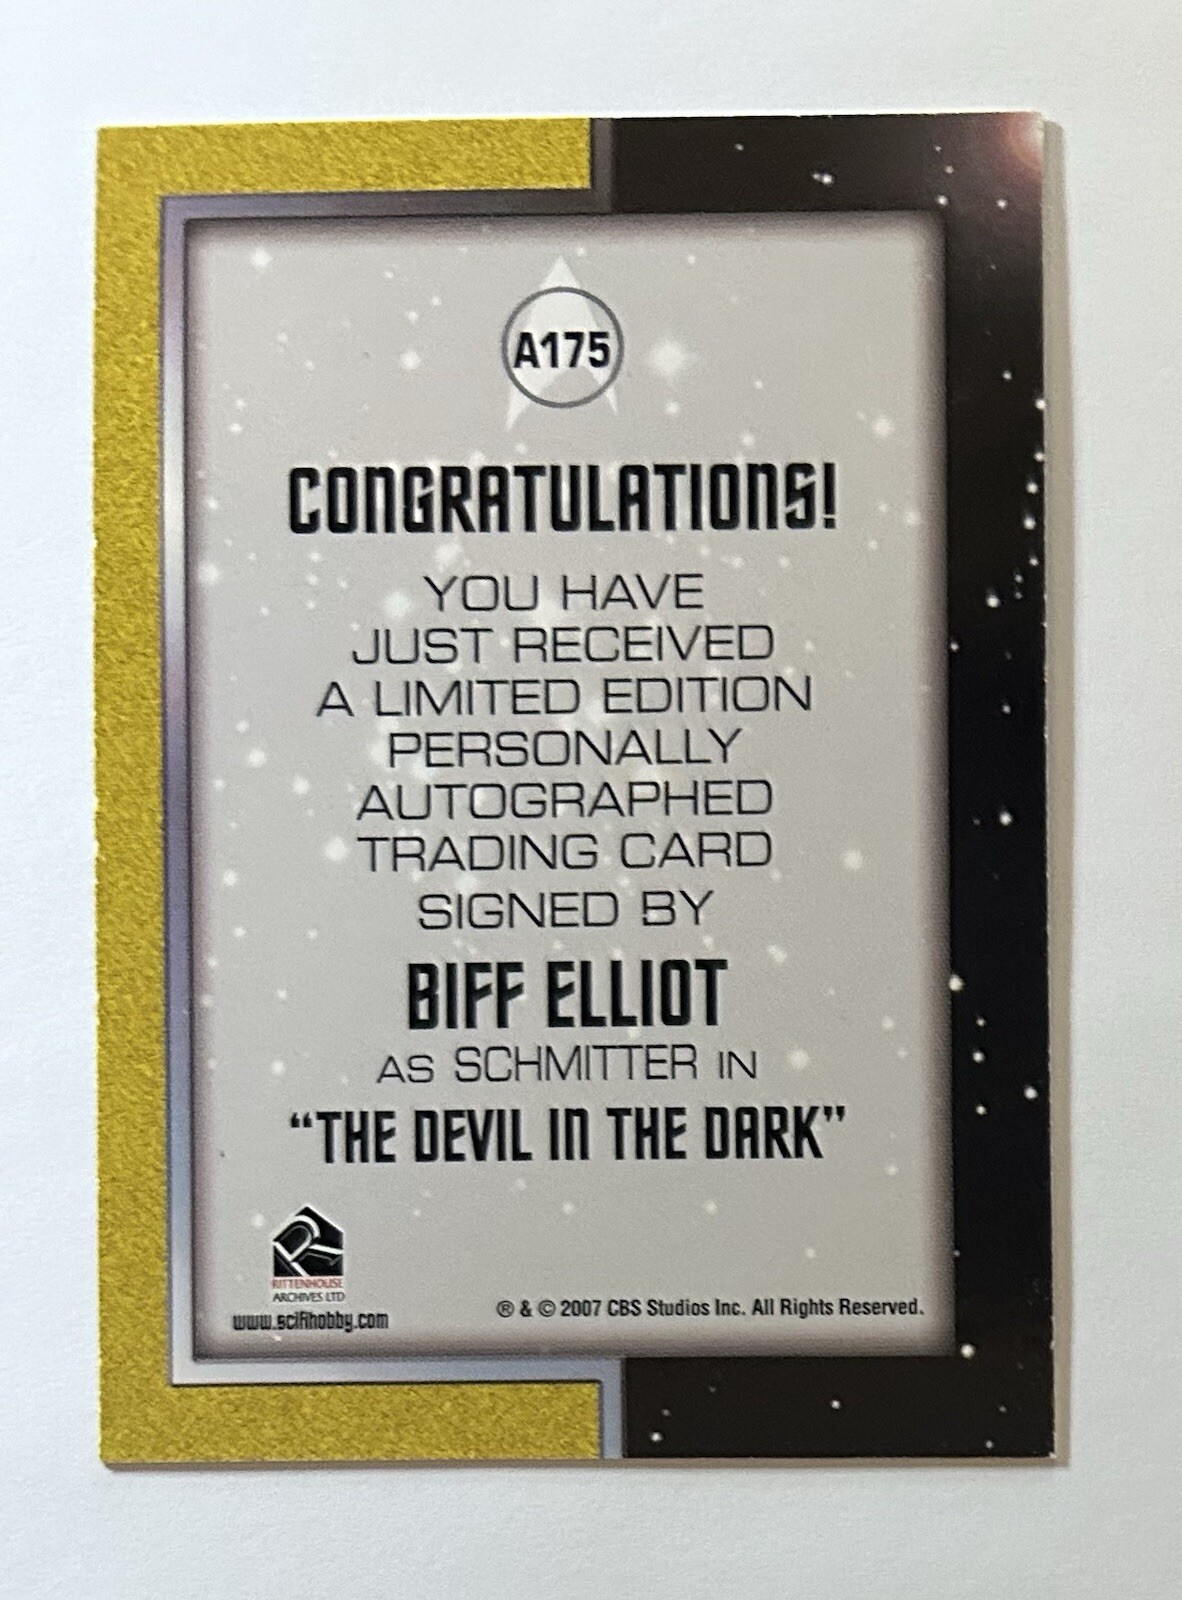 A175
CONGRATULATIONS!
YOU HAVE
JUST RECEIVED
A LIMITED EDITION
PERSONALLY
AUTOGRAPHED
TRADING CARD
SIGNED BY
BIFF ELLIOT
AS SCHMITTER IN
“THE DEVIL IN THE DARK”
RITTENHOUSE
ARCHIVES LTD
www.scifihobby.com
® & © 2007 CBS Studios Inc. All Rights Reserved.